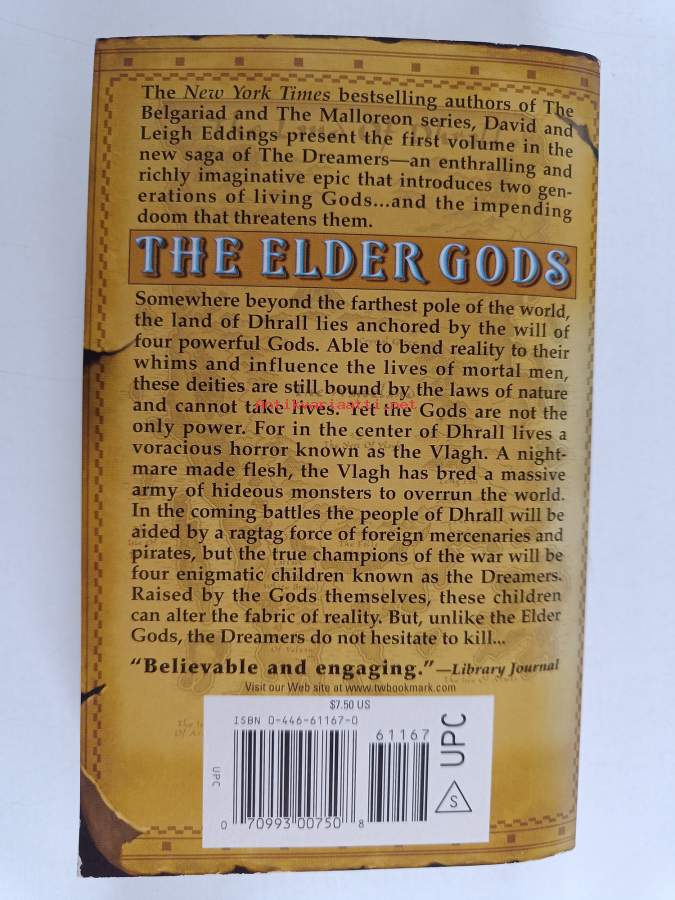 The New York Times bestselling authors of The
Belgariad and The Malloreon series, David and
Leigh Eddings present the first volume in the
new saga of The Dreamers—an enthralling and
richly imaginative epic that introduces two gen-
erations of living Gods...and the impending
doom that threatens them.
THE ELDER GODS
Somewhere beyond the farthest pole of the world,
the land of Dhrall lies anchored by the will of
four powerful Gods. Able to bend reality to their
whims and influence the lives of mortal men,
these deities are still bound by the laws of nature
and cannot take lives. Yet the Gods are not the
antikvariaatti.net
only power. For in the center of Dhrall lives a
voracious horror known as the Vlagh. A night-
mare made flesh, the Vlagh has bred a massive
army of hideous monsters to overrun the world.
In the coming battles the people of Dhrall will be
aided by a ragtag force of foreign mercenaries and
pirates, but the true champions of the war will be
four enigmatic children known as the Dreamers.
Raised by the Gods themselves, these children
can alter the fabric of reality. But, unlike the Elder
Gods, the Dreamers do not hesitate to kill...
“Believable and engaging.”—Library Journal
Visit our Web site at www.twbookmark.com
$7.50 US
ISBN 0-446-61167-0
61167
UPC
UPC
S
0 70993 00750 8